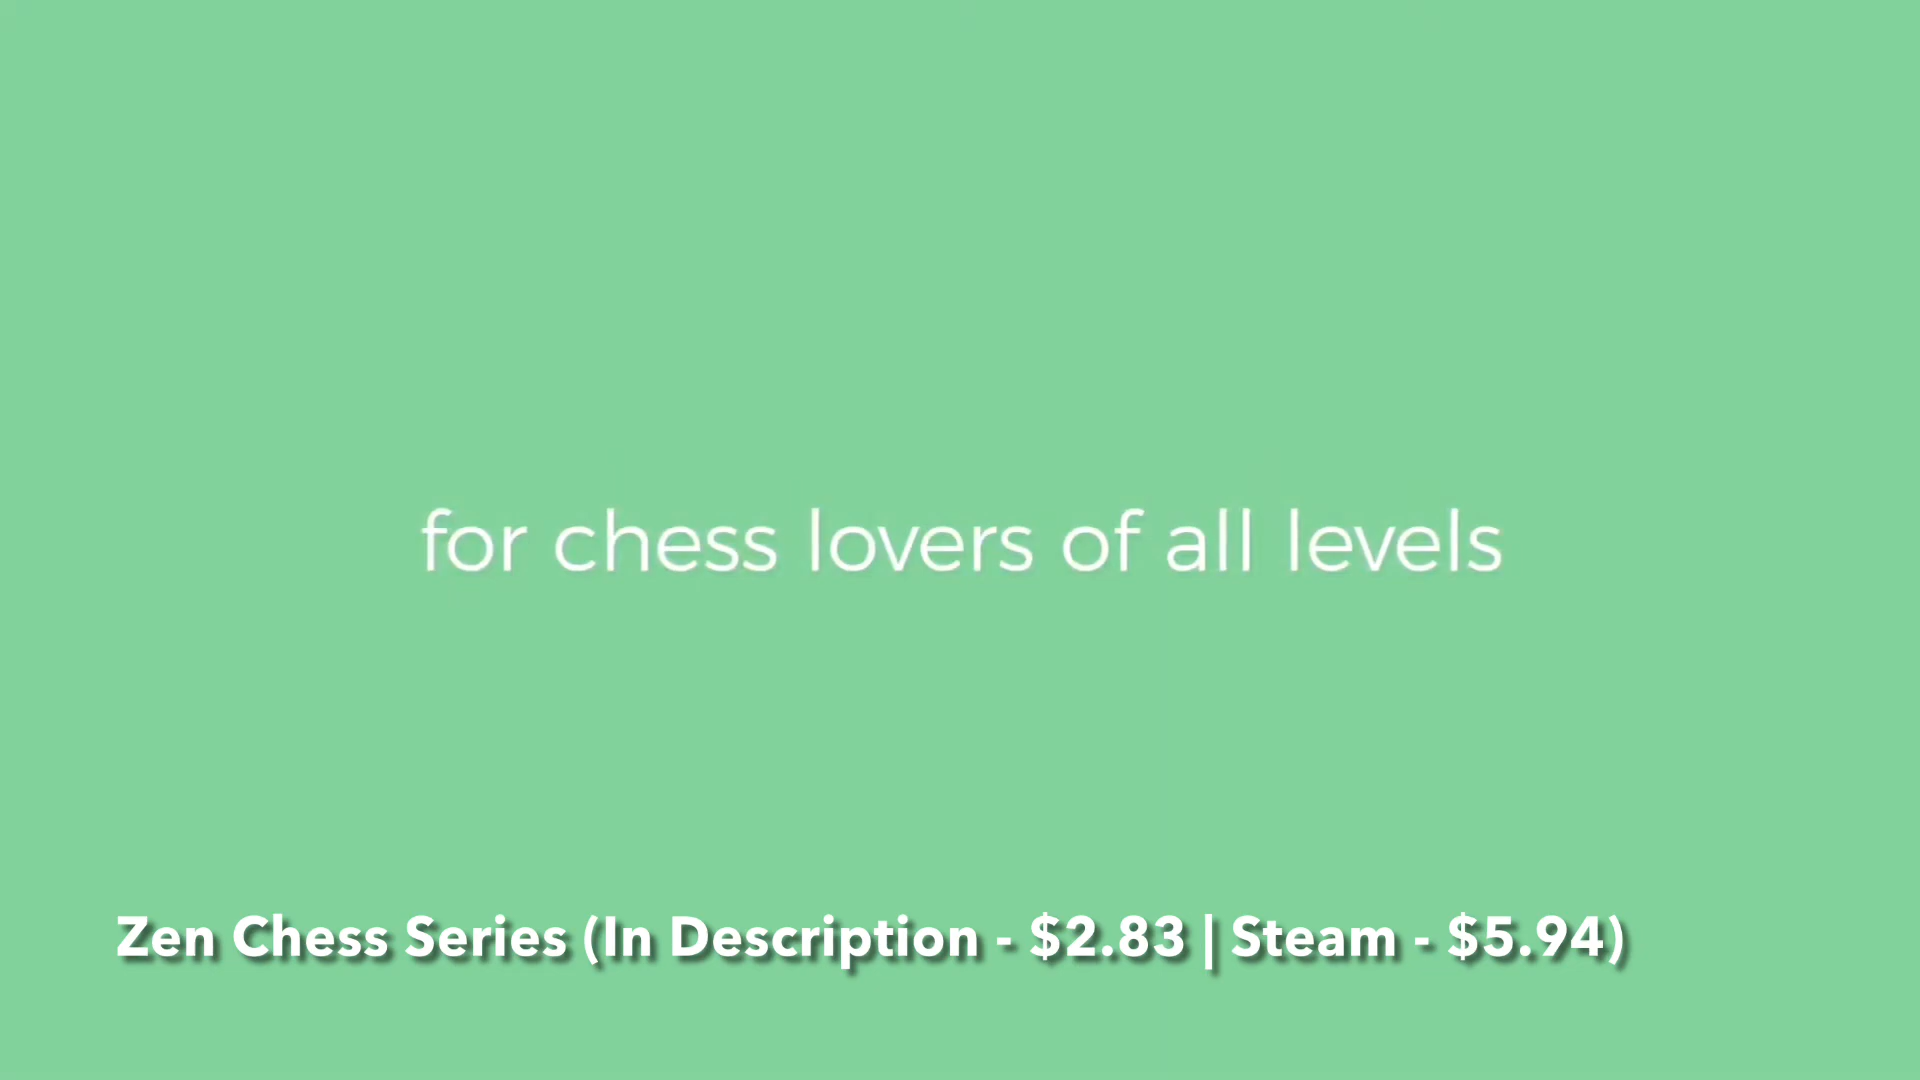 for chess lovers of all levels
Zen Chess Series (In Description - $2.83 | Steam - $5.94)